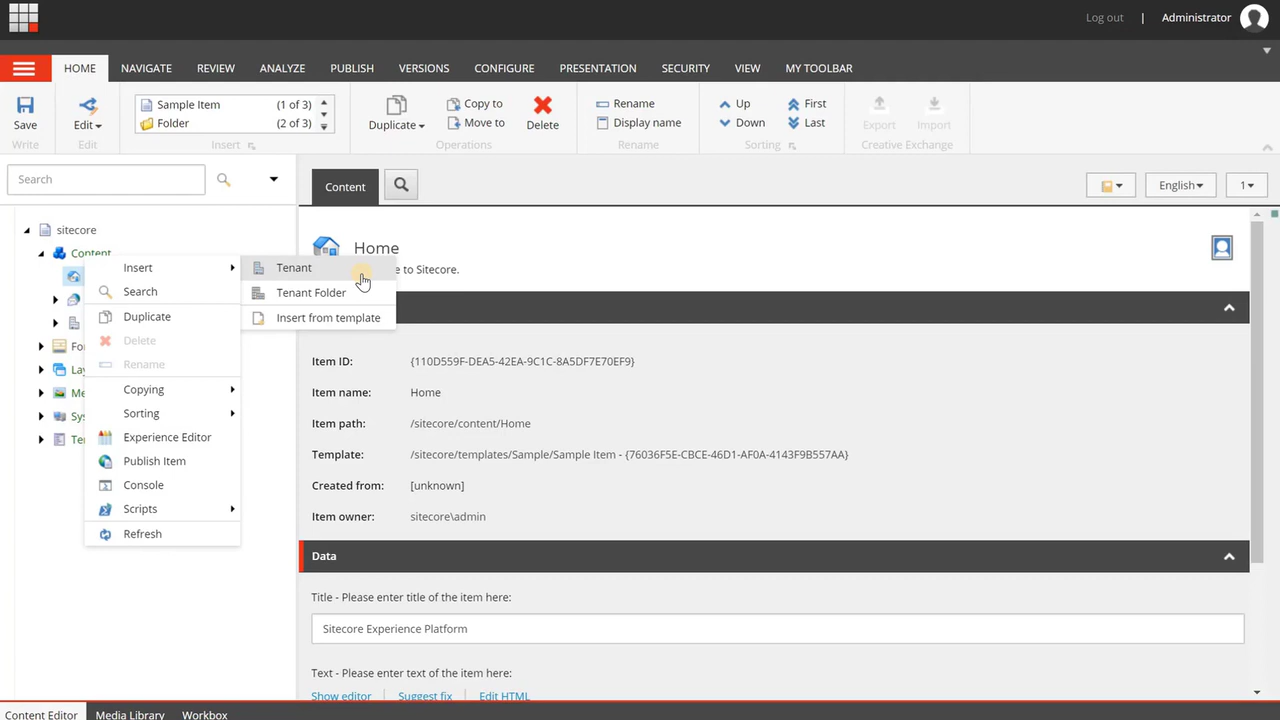 Log out | Administrator
HOME NAVIGATE REVIEW ANALYZE PUBLISH VERSIONS CONFIGURE PRESENTATION SECURITY VIEW MY TOOLBAR
Save
Write
Edit
Edit
Sample Item (1 of 3)
Folder (2 of 3)
Insert
Duplicate
Copy to
Move to
Delete
Operations
Rename
Display name
Rename
Up
Down
First
Last
Sorting
Export
Import
Creative Exchange
Search
Content
English
1
sitecore
Content
Fo
La
Me
Sys
Te
Insert
Search
Duplicate
Delete
Rename
Copying
Sorting
Experience Editor
Publish Item
Console
Scripts
Refresh
Tenant
Tenant Folder
Insert from template
Home
e to Sitecore.
Item ID: {110D559F-DEA5-42EA-9C1C-8A5DF7E70EF9}
Item name: Home
Item path: /sitecore/content/Home
Template: /sitecore/templates/Sample/Sample Item - {76036F5E-CBCE-46D1-AF0A-4143F9B557AA}
Created from: [unknown]
Item owner: sitecore\admin
Data
Title - Please enter title of the item here:
Sitecore Experience Platform
Text - Please enter text of the item here:
Show editor Suggest fix Edit HTML
Content Editor Media Library Workbox